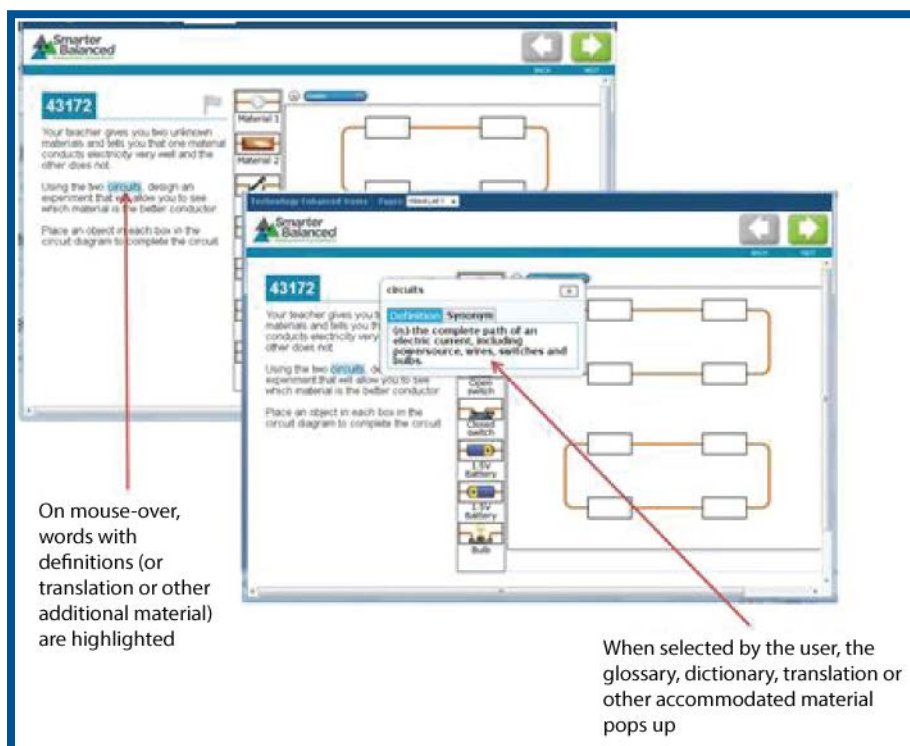 Smarter
Balanced
BACK
NEXT
43172
Your teacher gives you two unknown
materials and tells you that one material
conducts electricity very well and the
other does not.
Using the two circuits, design an
experiment that will allow you to see
which material is the better conductor
Place an object in each box in the
circuit diagram to complete the circuit
Material 1
Material 2
Technology Enhanced Items
Pages
Smarter
Balanced
BACK
NEXT
43172
Your teacher gives you t
materials and tells you th
conducts electricity very
other does not
Using the two circuits, de
experiment that will allow you to see
which material is the better conductor
Place an object in each box in the
circuit diagram to complete the circuit
circuits
Definition Synonym
(n) the complete path of an
electric current, including
powersource, wires, switches and
bulbs.
Open
switch
Closed
switch
1.5V
Battery
1.5V
Battery
Bulb
On mouse-over,
words with
definitions (or
translation or other
additional material)
are highlighted
When selected by the user, the
glossary, dictionary, translation or
other accommodated material
pops up